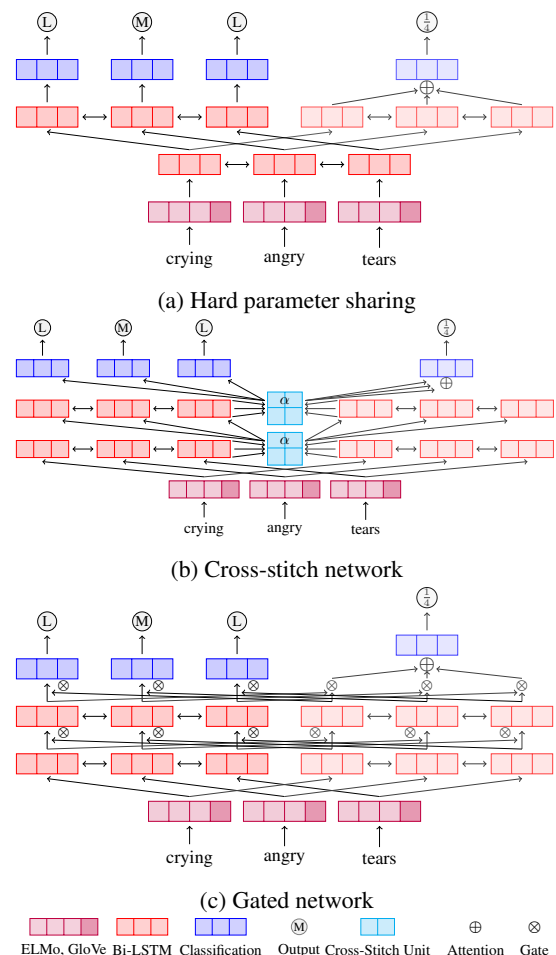 L M L 1/4
crying angry tears
(a) Hard parameter sharing
L M L 1/4
α
α
crying angry tears
(b) Cross-stitch network
1/4
L M L
crying angry tears
(c) Gated network
M
ELMo, GloVe Bi-LSTM Classification Output Cross-Stitch Unit Attention Gate